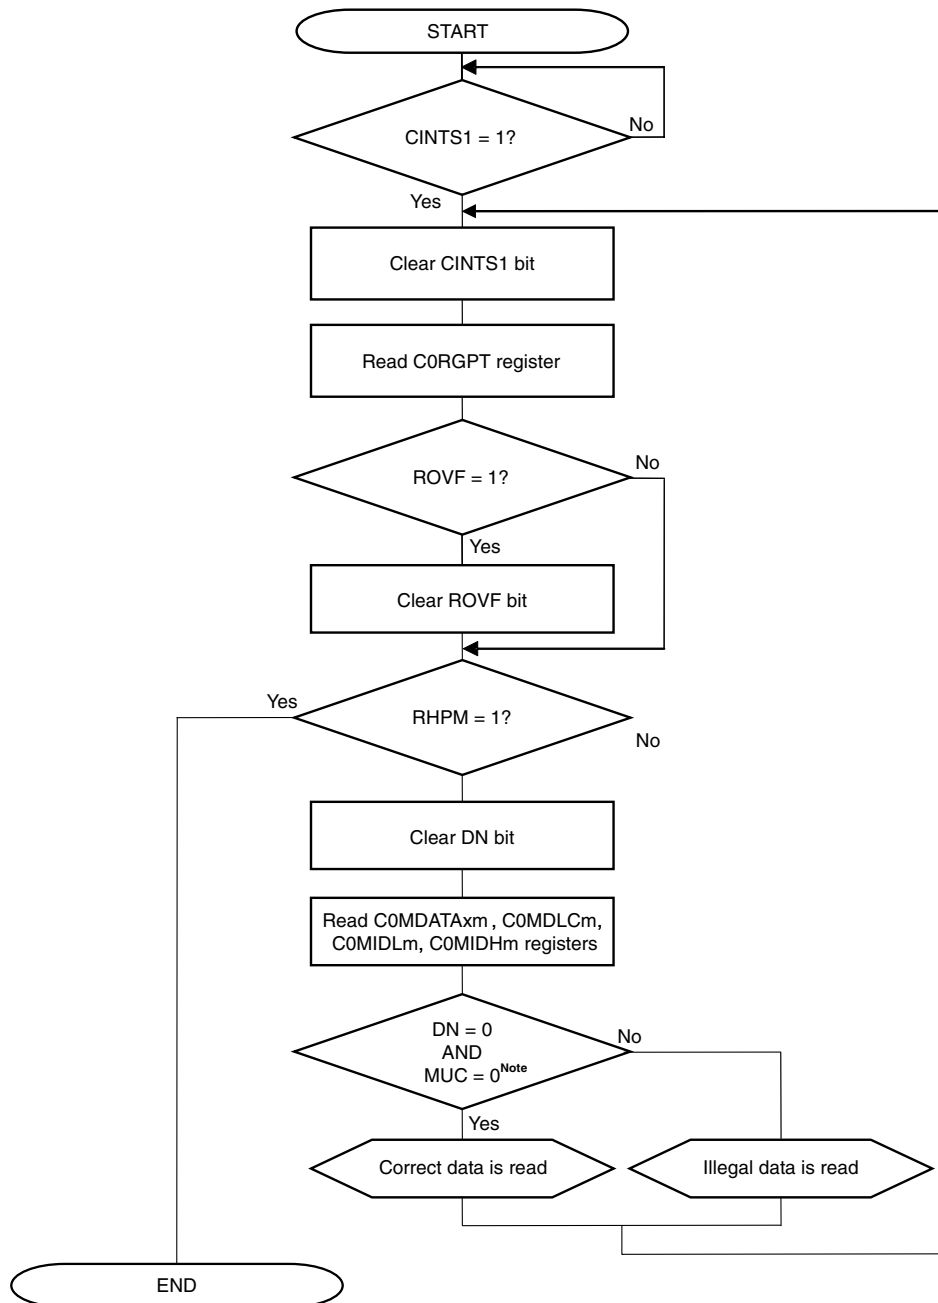 START
CINTS1 = 1?
No
Yes
Clear CINTS1 bit
Read C0RGPT register
ROVF = 1?
No
Yes
Clear ROVF bit
Yes
RHPM = 1?
No
Clear DN bit
Read C0MDATAxm , C0MDLCm,
C0MIDLm, C0MIDHm registers
DN = 0
AND
MUC = 0Note
No
Yes
Correct data is read
Illegal data is read
END